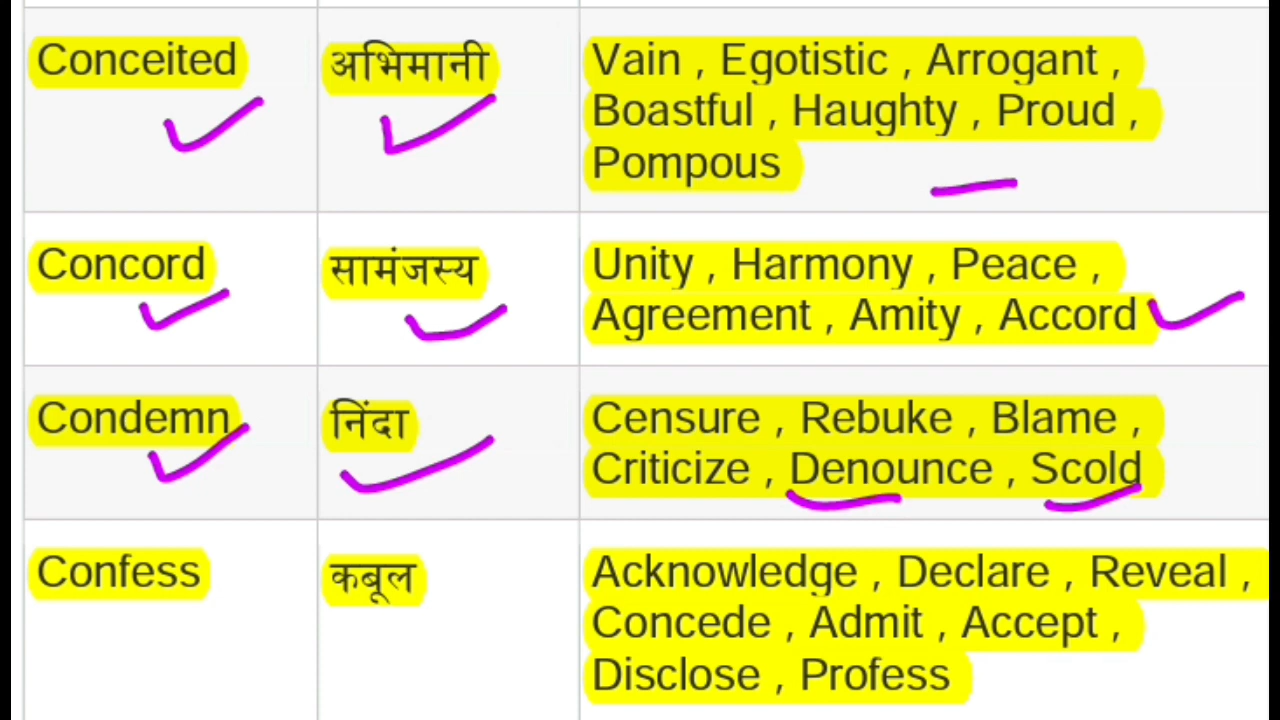 Conceited अभिमानी Vain , Egotistic , Arrogant ,
Boastful , Haughty , Proud ,
Pompous
Concord सामंजस्य Unity , Harmony , Peace ,
Agreement , Amity , Accord
Condemn निंदा Censure , Rebuke , Blame ,
Criticize , Denounce , Scold
Confess कबूल Acknowledge , Declare , Reveal ,
Concede , Admit , Accept ,
Disclose , Profess